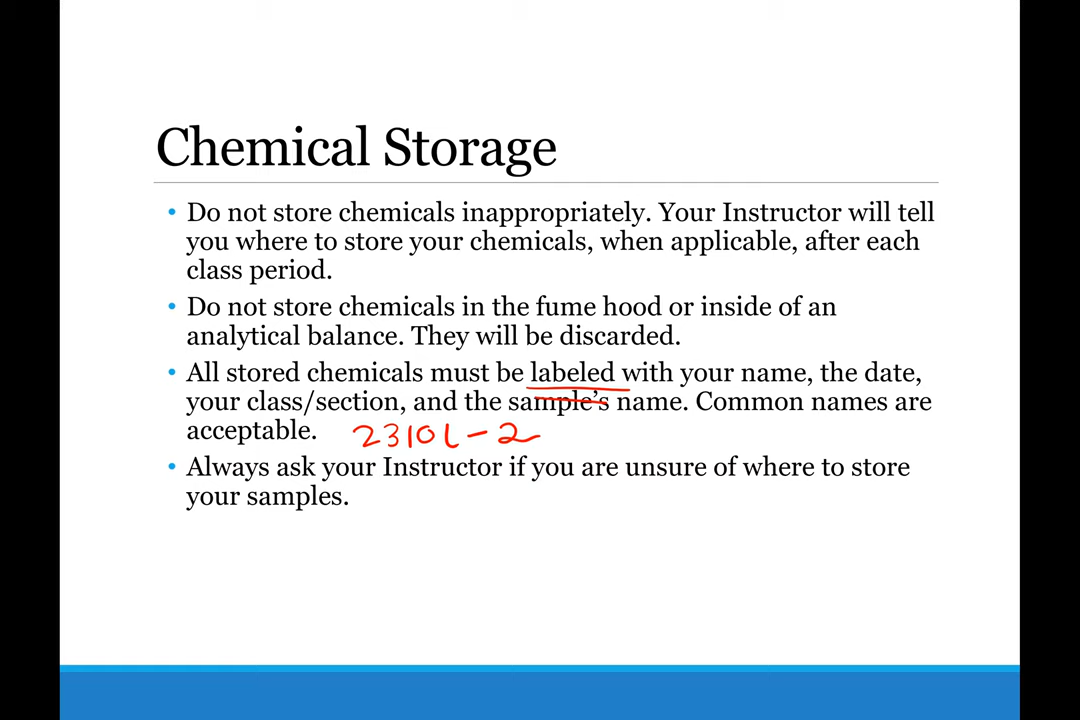 Chemical Storage
• Do not store chemicals inappropriately. Your Instructor will tell
you where to store your chemicals, when applicable, after each
class period.
• Do not store chemicals in the fume hood or inside of an
analytical balance. They will be discarded.
• All stored chemicals must be labeled with your name, the date,
your class/section, and the sample's name. Common names are
acceptable. 2310L-2
• Always ask your Instructor if you are unsure of where to store
your samples.